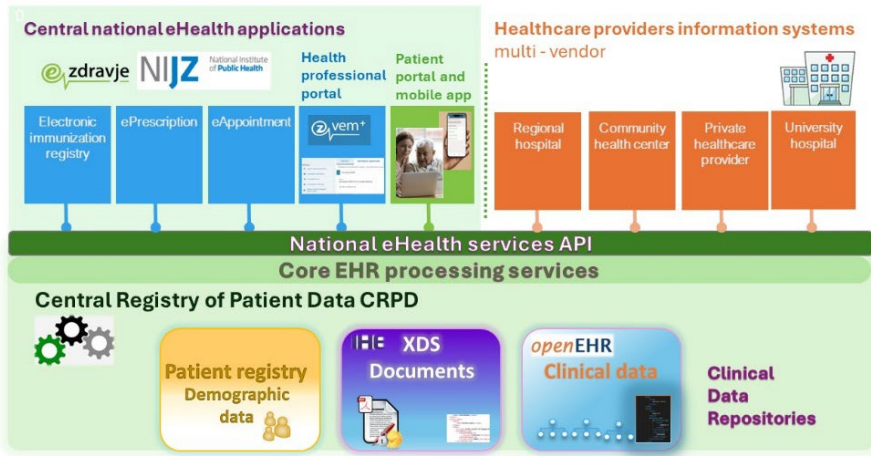 Central national eHealth applications
Healthcare providers information systems
multi - vendor
zdravje
NIJZ
National Institute
of Public Health
Health
professional
portal
Patient
portal and
mobile app
Electronic
immunization
registry
ePrescription
eAppointment
zvem+
Regional
hospital
Community
health center
Private
healthcare
provider
University
hospital
National eHealth services API
Core EHR processing services
Central Registry of Patient Data CRPD
Patient registry
Demographic
data
IHE XDS
Documents
openEHR
Clinical data
Clinical
Data
Repositories